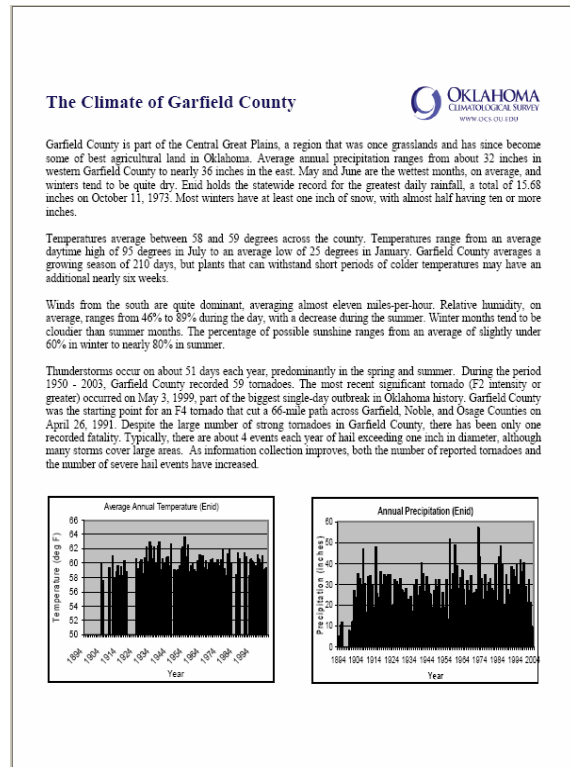 The Climate of Garfield County
OKLAHOMA
CLIMATOLOGICAL SURVEY
WWW.OCS.OU.EDU
Garfield County is part of the Central Great Plains, a region that was once grasslands and has since become
some of best agricultural land in Oklahoma. Average annual precipitation ranges from about 32 inches in
western Garfield County to nearly 36 inches in the east. May and June are the wettest months, on average, and
winters tend to be quite dry. Enid holds the statewide record for the greatest daily rainfall, a total of 15.68
inches on October 11, 1973. Most winters have at least one inch of snow, with almost half having ten or more
inches.
Temperatures average between 58 and 59 degrees across the county. Temperatures range from an average
daytime high of 95 degrees in July to an average low of 25 degrees in January. Garfield County averages a
growing season of 210 days, but plants that can withstand short periods of colder temperatures may have an
additional nearly six weeks.
Winds from the south are quite dominant, averaging almost eleven miles-per-hour. Relative humidity, on
average, ranges from 46% to 89% during the day, with a decrease during the summer. Winter months tend to be
cloudier than summer months. The percentage of possible sunshine ranges from an average of slightly under
60% in winter to nearly 80% in summer.
Thunderstorms occur on about 51 days each year, predominantly in the spring and summer. During the period
1950 - 2003, Garfield County recorded 59 tornadoes. The most recent significant tornado (F2 intensity or
greater) occurred on May 3, 1999, part of the biggest single-day outbreak in Oklahoma history. Garfield County
was the starting point for an F4 tornado that cut a 66-mile path across Garfield, Noble, and Osage Counties on
April 26, 1991. Despite the large number of strong tornadoes in Garfield County, there has been only one
recorded fatality. Typically, there are about 4 events each year of hail exceeding one inch in diameter, although
many storms cover large areas. As information collection improves, both the number of reported tornadoes and
the number of severe hail events have increased.
Average Annual Temperature (Enid)
Temperature (deg F)
66
64
62
60
58
56
54
52
50
1894
1904
1914
1924
1934
1944
1954
1964
1974
1984
1994
Year
Annual Precipitation (Enid)
Precipitation (inches)
60
50
40
30
20
10
0
1894 1904 1914 1924 1934 1944 1954 1964 1974 1984 1994 2004
Year